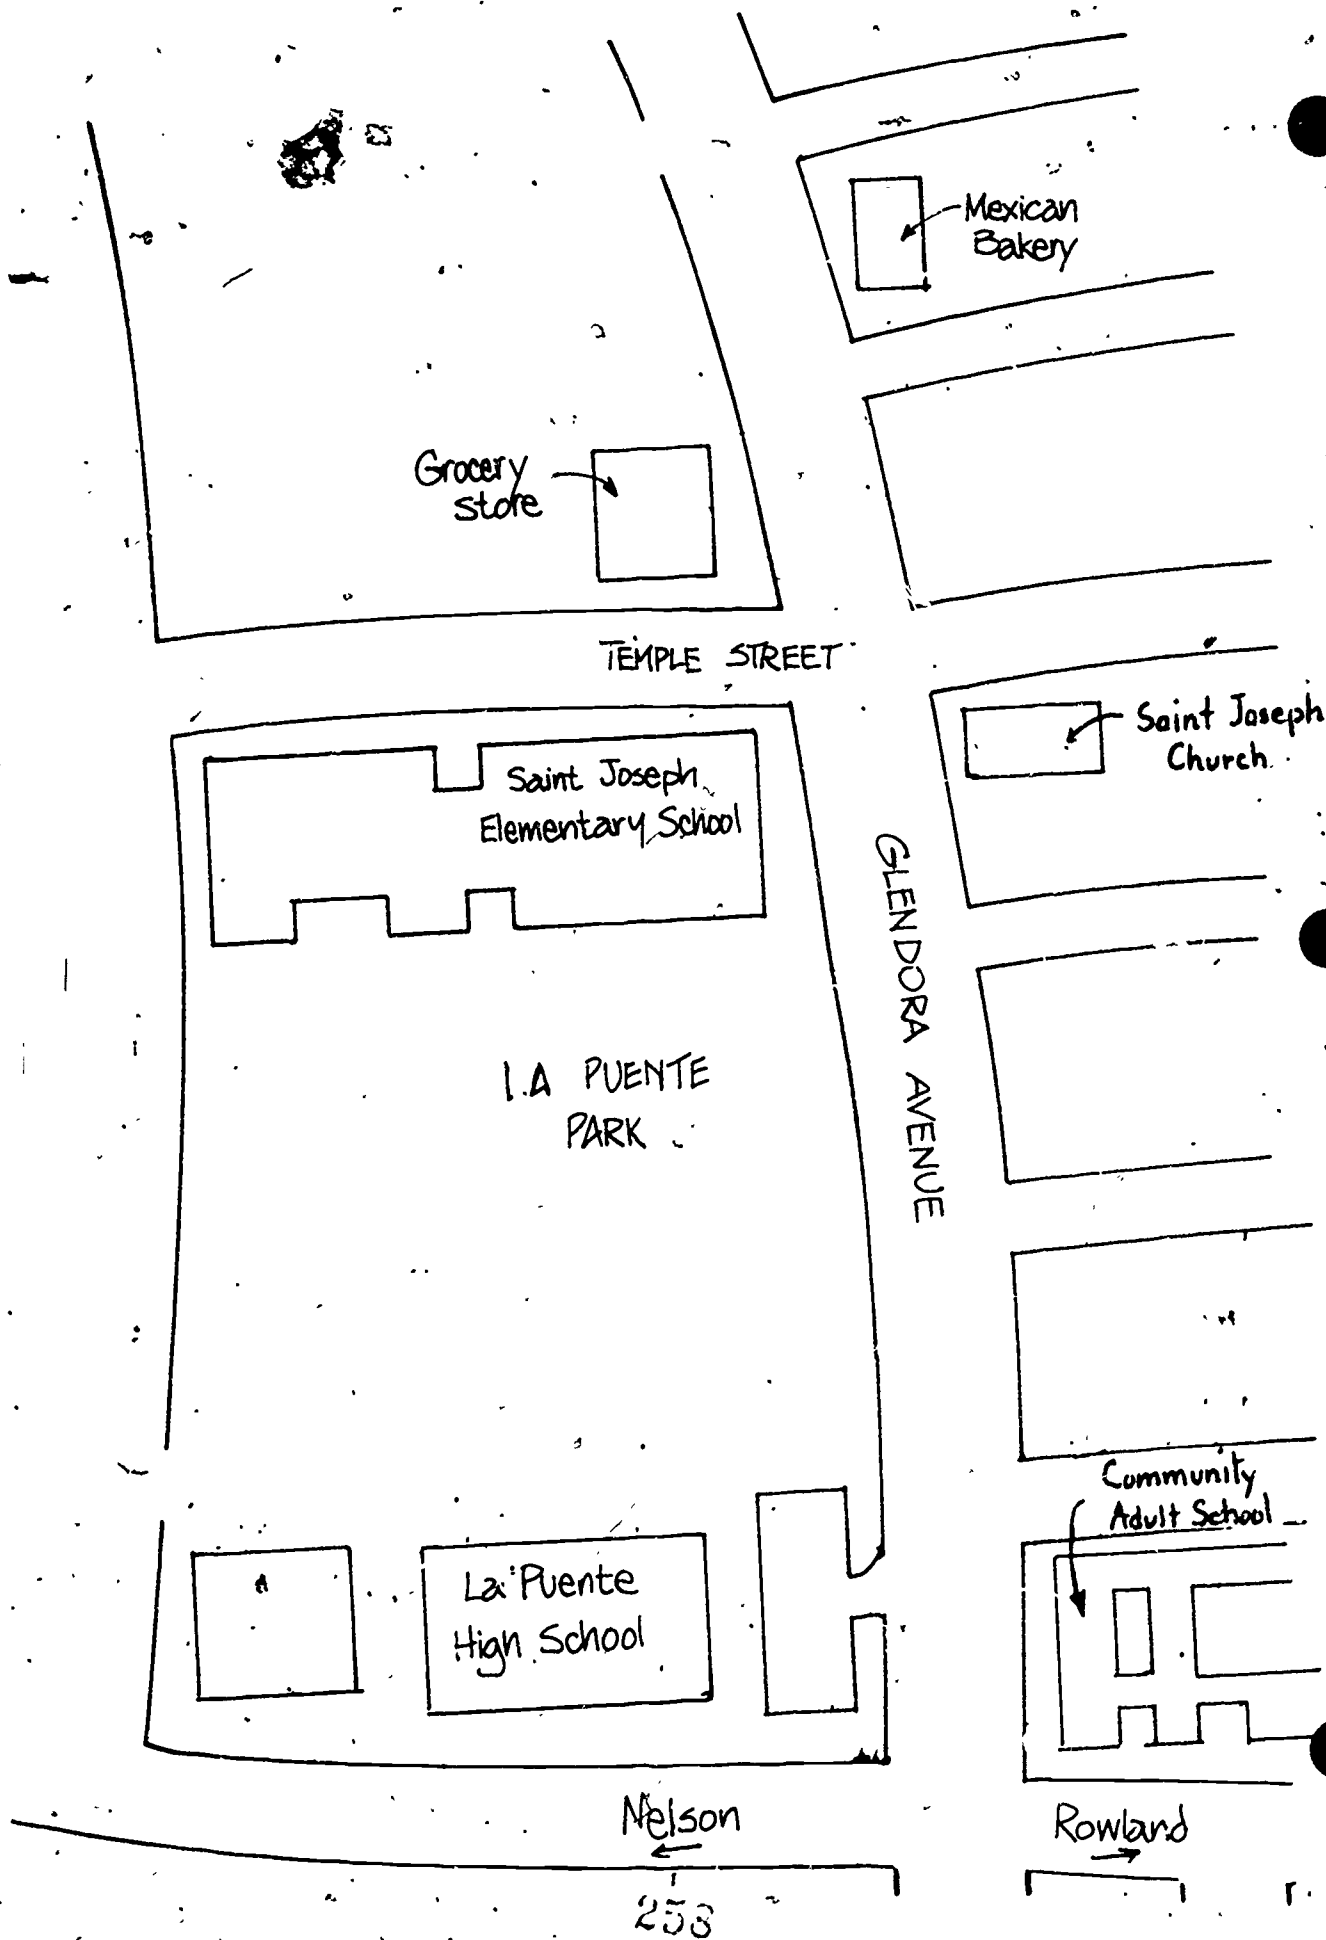 Mexican
Bakery
Grocery
store
TEMPLE STREET
Saint Joseph
Church
Saint Joseph
Elementary School
GLENDORA AVENUE
LA PUENTE
PARK
Community
Adult School
La Puente
High School
Nelson
Rowland
258